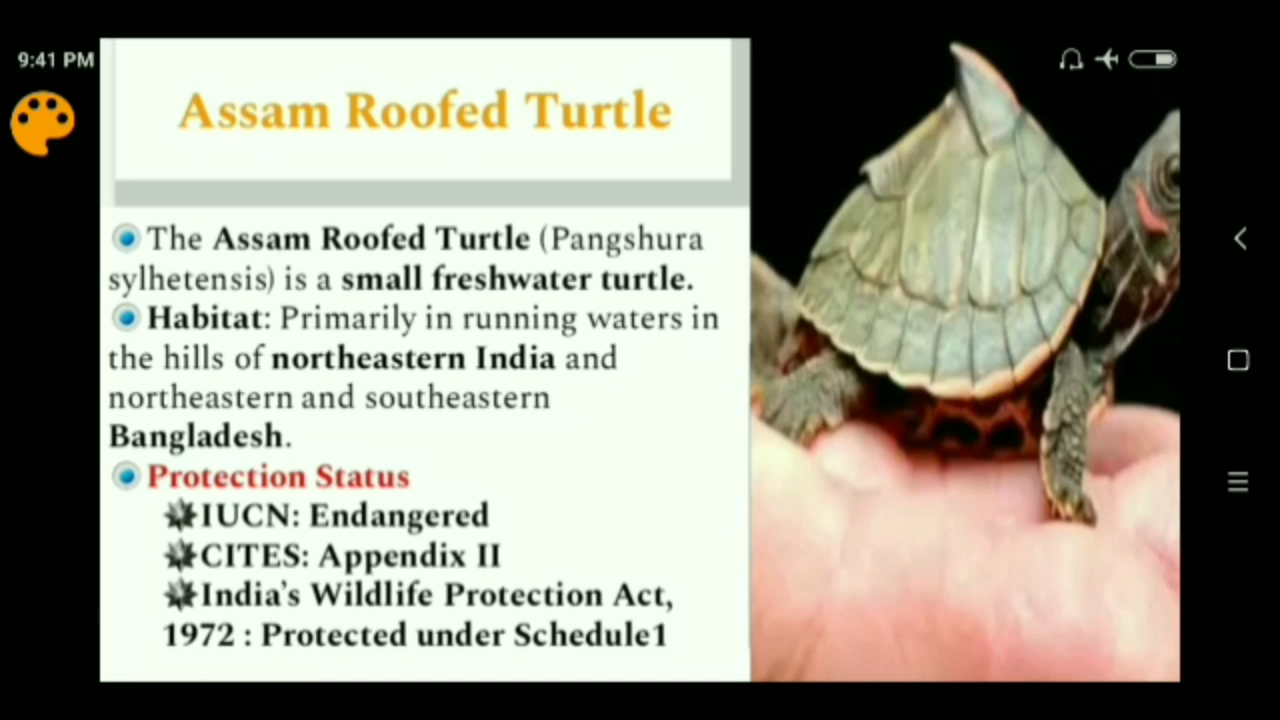 9:41 PM
Assam Roofed Turtle
The Assam Roofed Turtle (Pangshura
sylhetensis) is a small freshwater turtle.
Habitat: Primarily in running waters in
the hills of northeastern India and
northeastern and southeastern
Bangladesh.
Protection Status
IUCN: Endangered
CITES: Appendix II
India's Wildlife Protection Act,
1972 : Protected under Schedule1